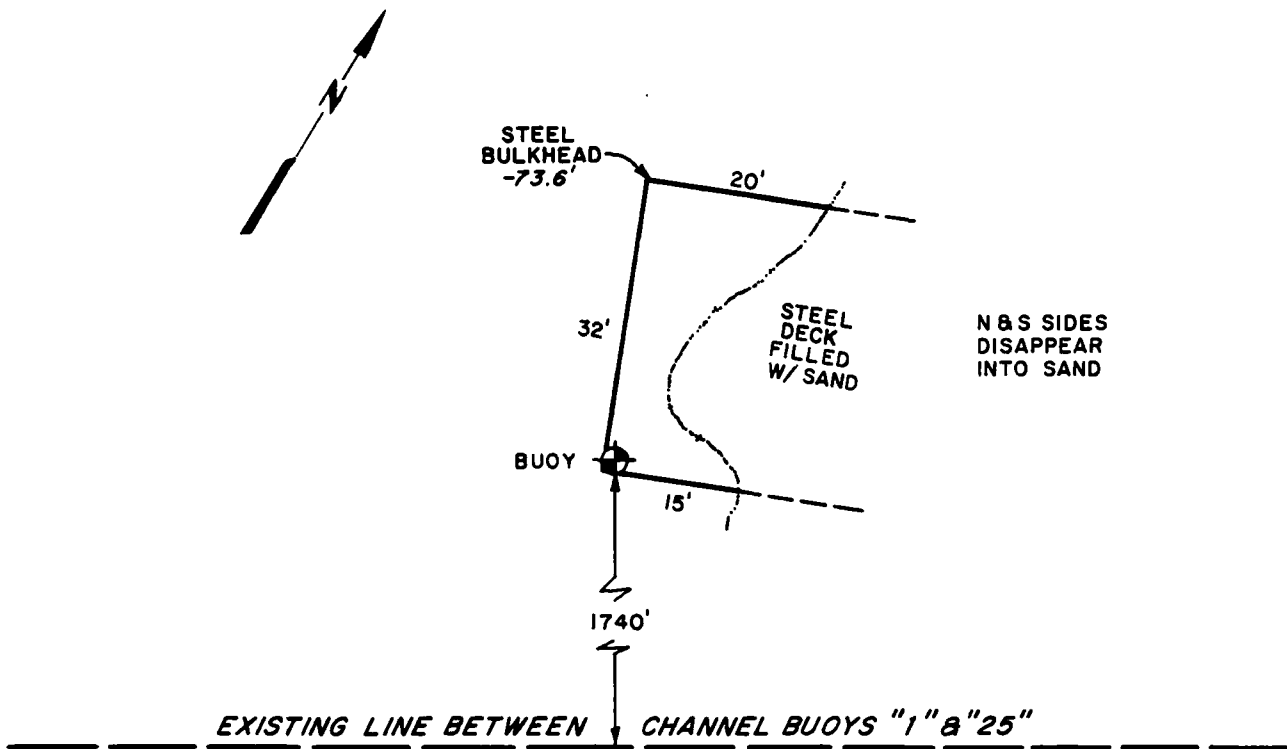 N
STEEL
BULKHEAD
-73.6'
20'
32'
STEEL
DECK
FILLED
W/ SAND
N & S SIDES
DISAPPEAR
INTO SAND
BUOY
15'
1740'
EXISTING LINE BETWEEN CHANNEL BUOYS "1" & "25"